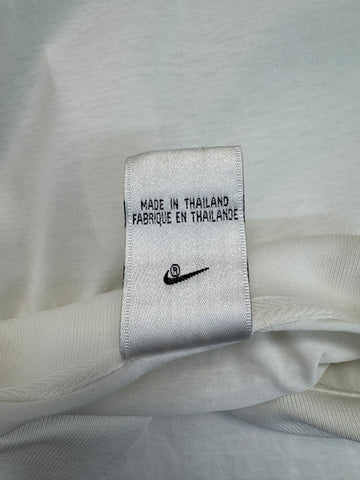 MADE IN THAILAND
FABRIQUE EN THAILANDE
®